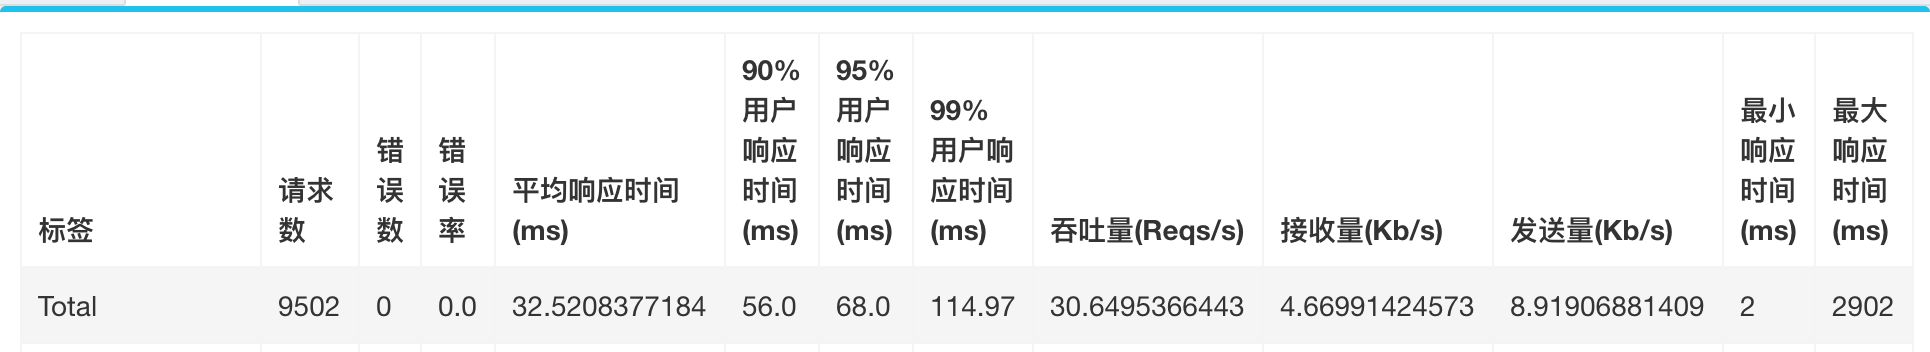 标签
请求
数
错
误
数
错
误
率
平均响应时间
(ms)
90%
用户
响应
时间
(ms)
95%
用户
响应
时间
(ms)
99%
用户响
应时间
(ms)
吞吐量(Reqs/s)
接收量(Kb/s)
发送量(Kb/s)
最小
响应
时间
(ms)
最大
响应
时间
(ms)
Total 9502 0 0.0 32.5208377184 56.0 68.0 114.97 30.6495366443 4.66991424573 8.91906881409 2 2902